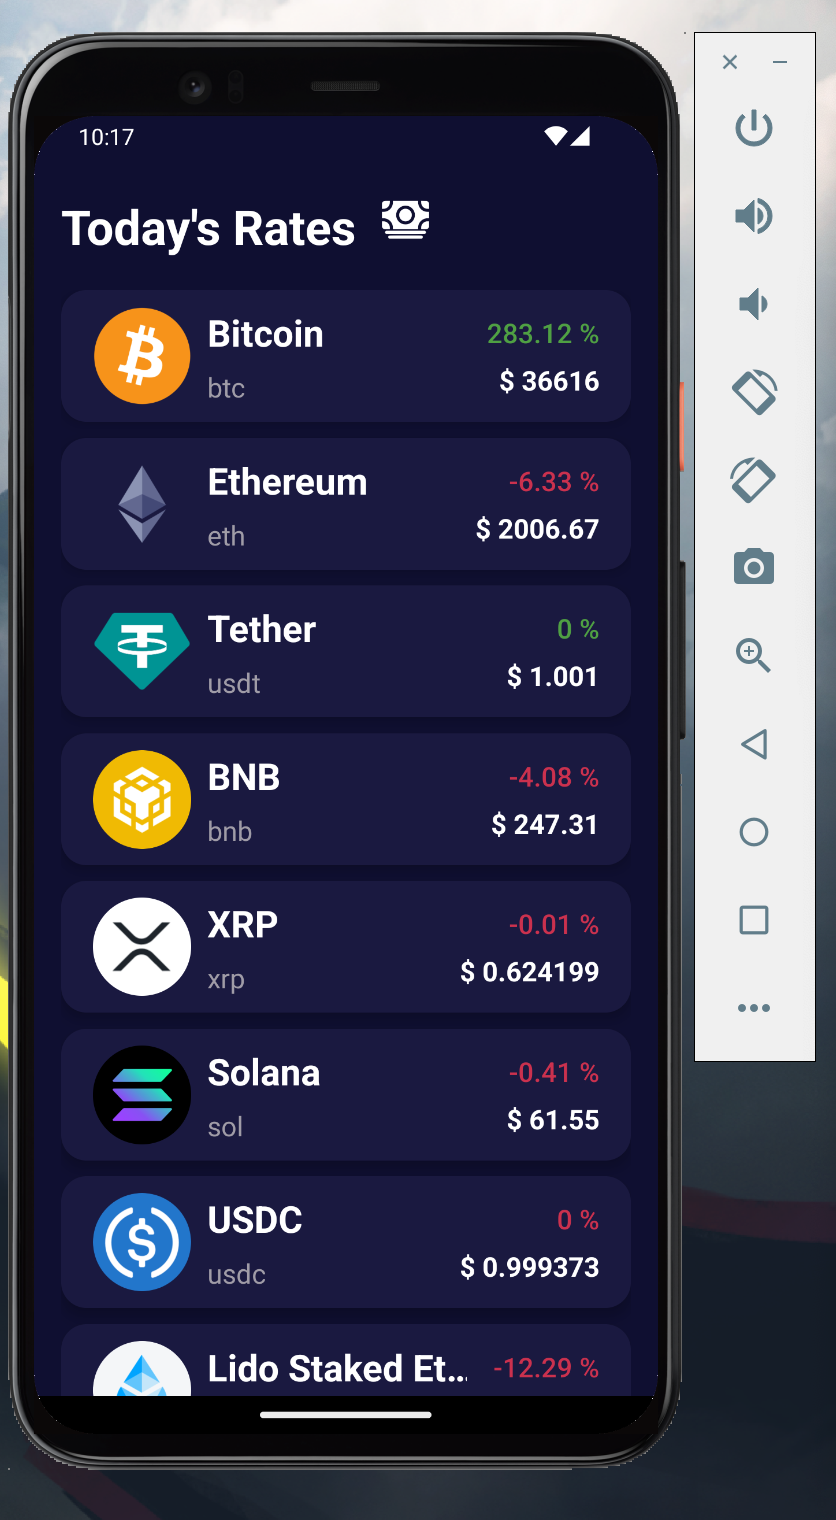 10:17
Today's Rates
Bitcoin
283.12 %
btc
$ 36616
Ethereum
-6.33 %
eth
$ 2006.67
Tether
0 %
usdt
$ 1.001
BNB
-4.08 %
bnb
$ 247.31
XRP
-0.01 %
xrp
$ 0.624199
Solana
-0.41 %
sol
$ 61.55
USDC
0 %
usdc
$ 0.999373
Lido Staked Et...
-12.29 %